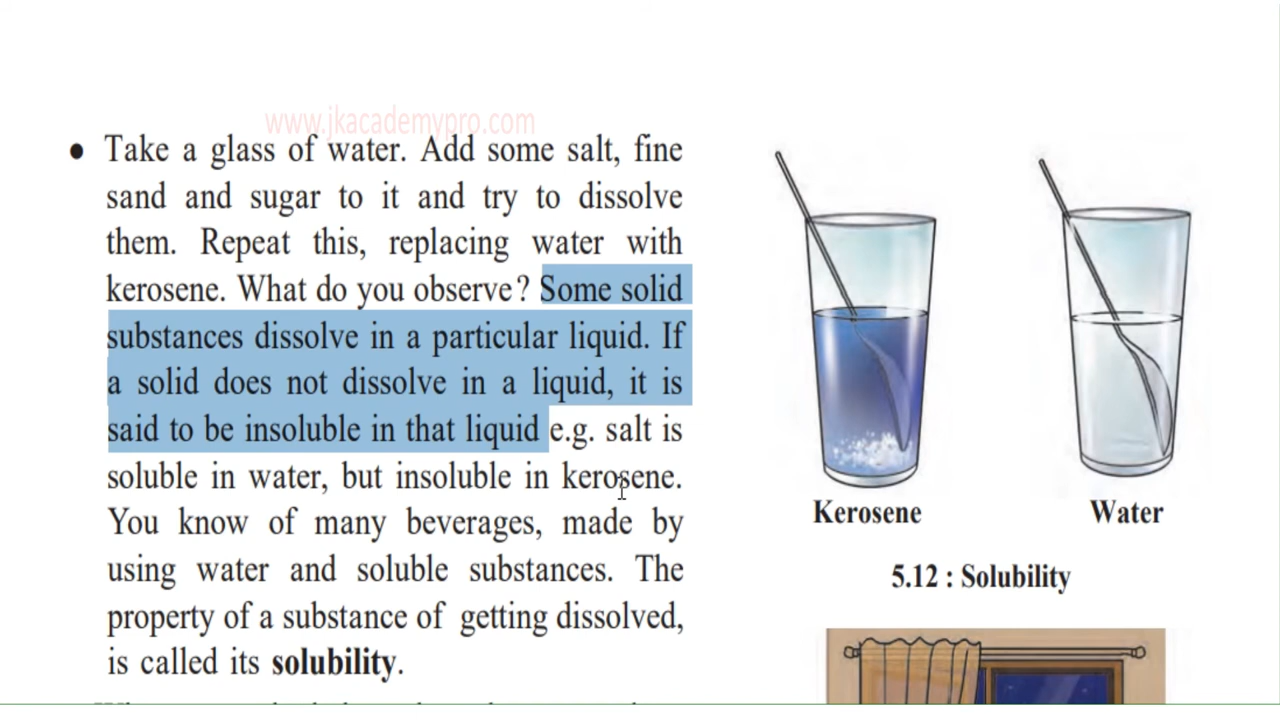 www.jkacademypro.com
● Take a glass of water. Add some salt, fine
sand and sugar to it and try to dissolve
them. Repeat this, replacing water with
kerosene. What do you observe? Some solid
substances dissolve in a particular liquid. If
a solid does not dissolve in a liquid, it is
said to be insoluble in that liquid e.g. salt is
soluble in water, but insoluble in kerosene.
You know of many beverages, made by
using water and soluble substances. The
property of a substance of getting dissolved,
is called its solubility.
Kerosene
Water
5.12 : Solubility